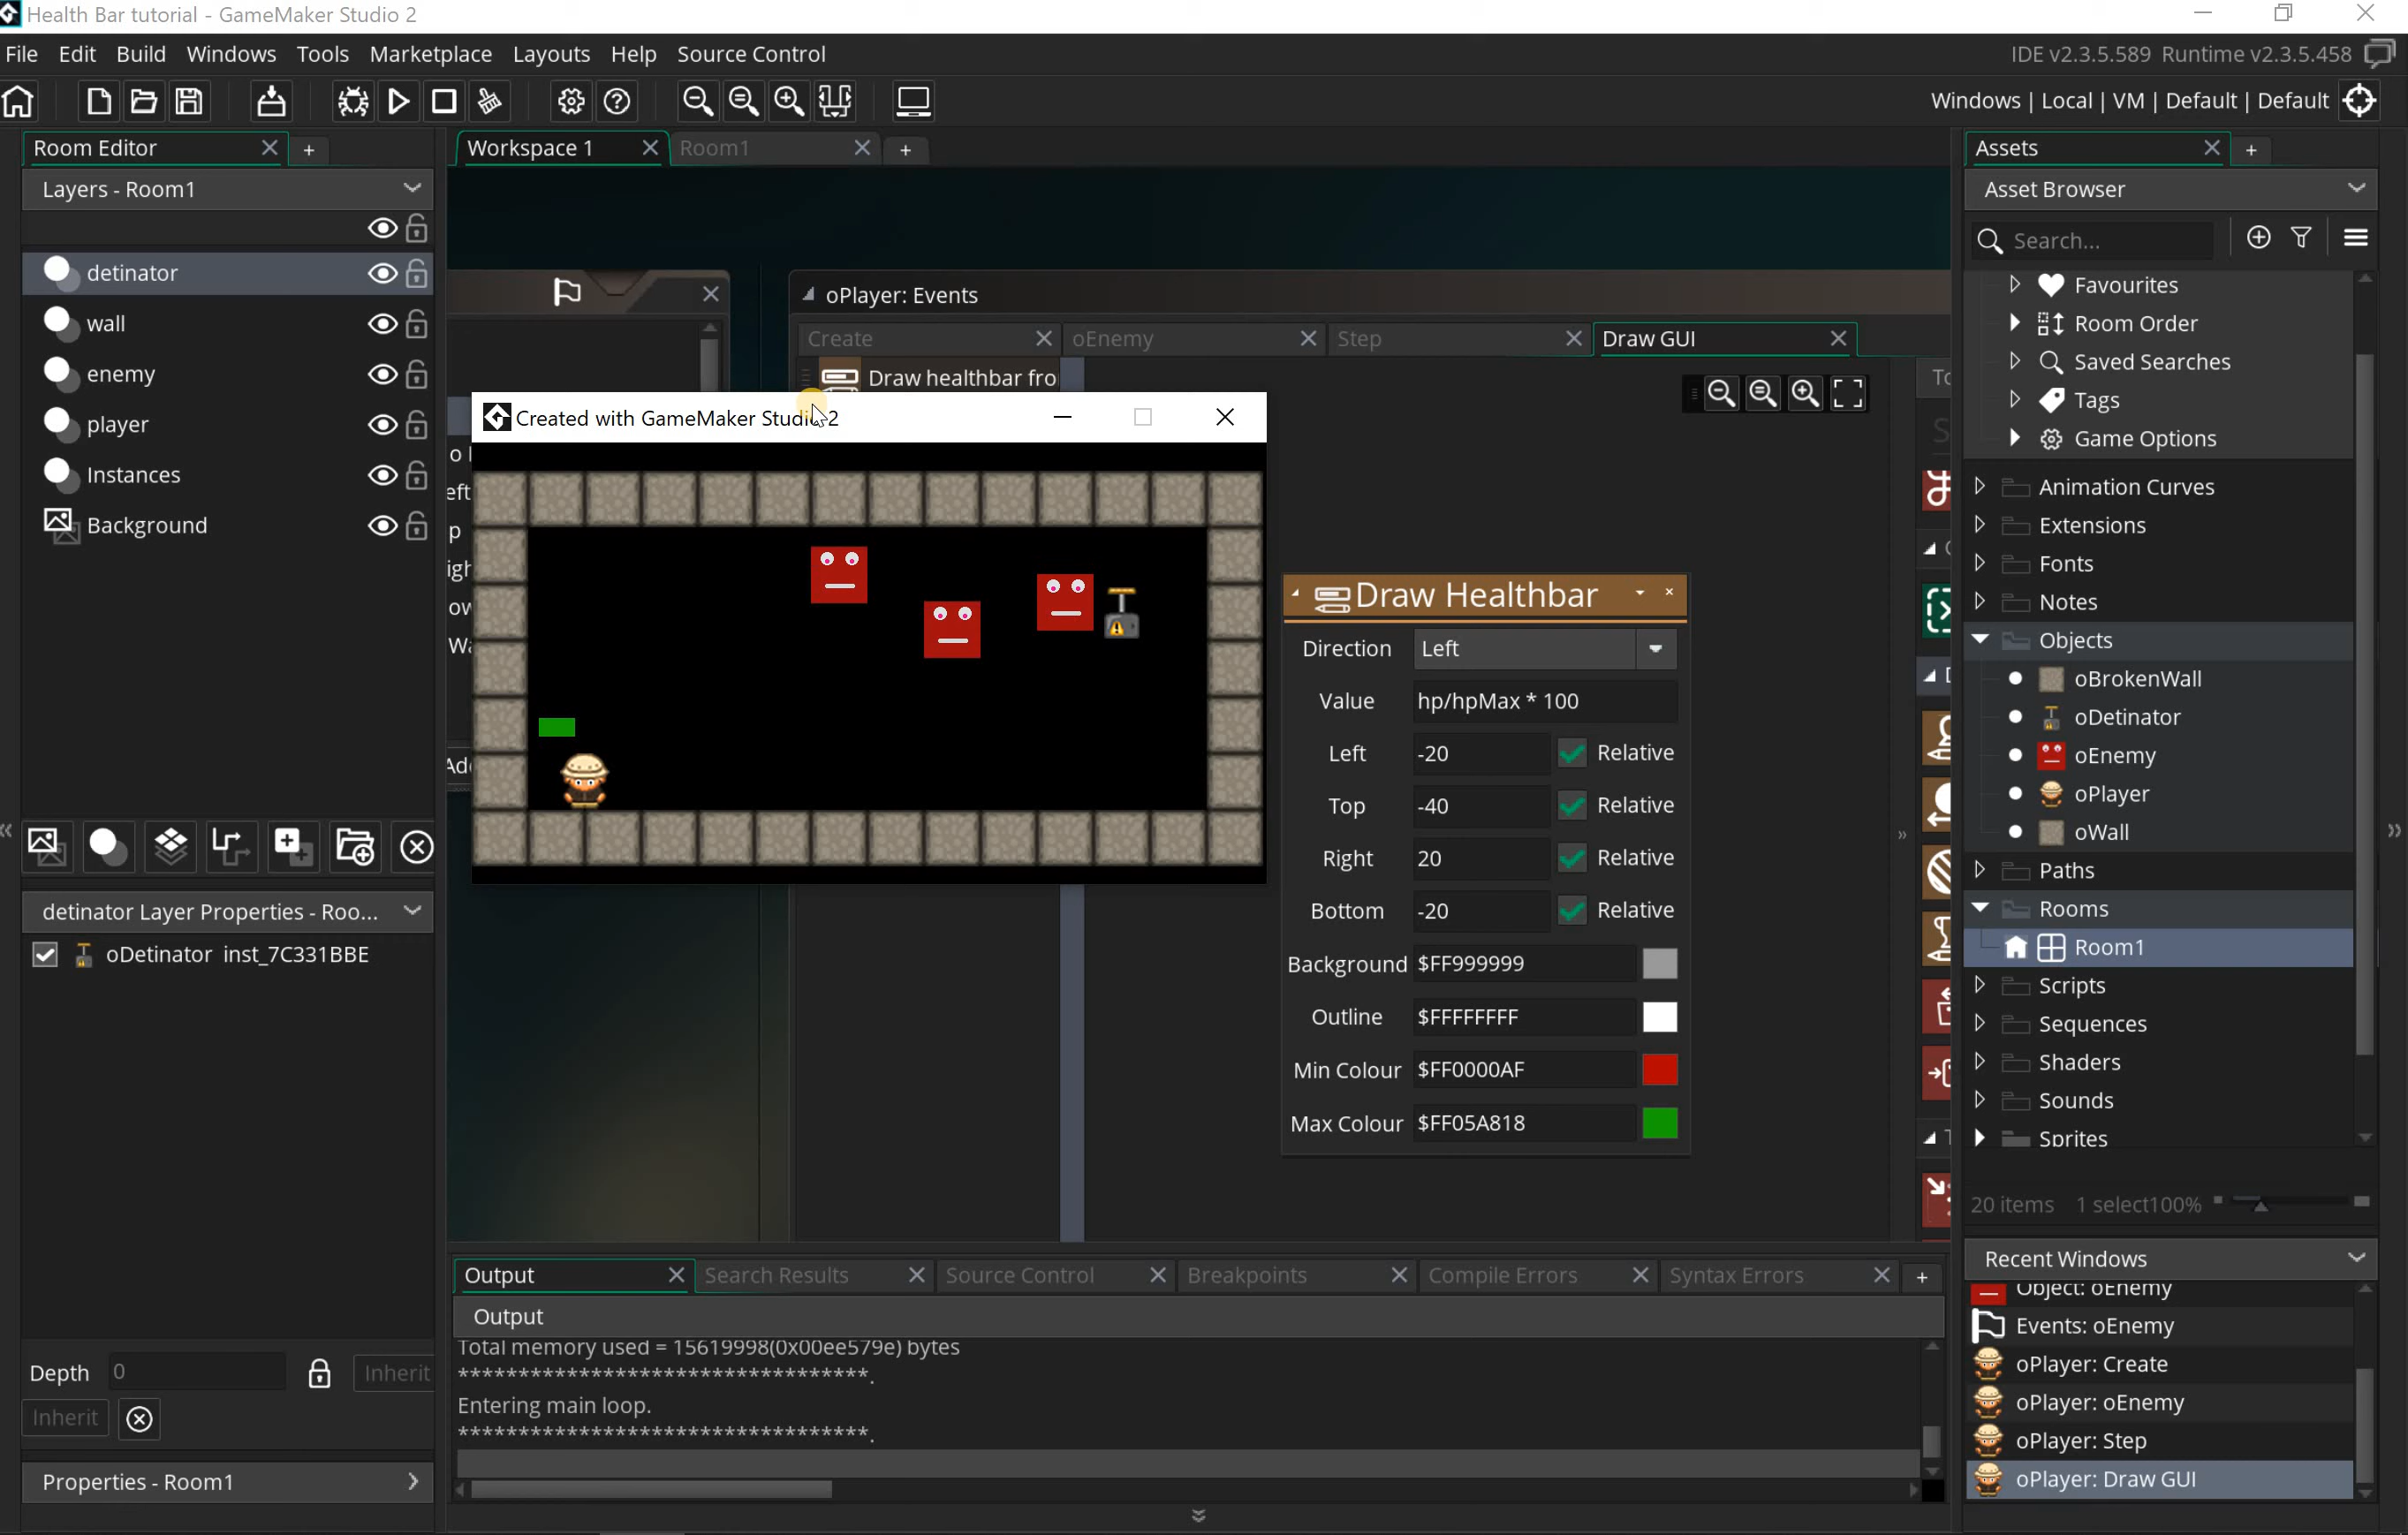 Health Bar tutorial - GameMaker Studio 2
File Edit Build Windows Tools Marketplace Layouts Help Source Control
IDE v2.3.5.589 Runtime v2.3.5.458
Windows | Local | VM | Default | Default
Room Editor
Layers - Room1
detinator
wall
enemy
player
Instances
Background
detinator Layer Properties - Roo...
oDetinator inst_7C331BBE
Depth 0 Inherit
Inherit
Properties - Room1
Workspace 1 Room1
oPlayer: Events
Create oEnemy Step Draw GUI
Draw healthbar fro
Created with GameMaker Studio 2
Draw Healthbar
Direction Left
Value hp/hpMax * 100
Left -20 Relative
Top -40 Relative
Right 20 Relative
Bottom -20 Relative
Background $FF999999
Outline $FFFFFFFF
Min Colour $FF0000AF
Max Colour $FF05A818
Output Search Results Source Control Breakpoints Compile Errors Syntax Errors
Output
Total memory used = 15619998(0x00ee579e) bytes
**********************************.
Entering main loop.
**********************************.
Assets
Asset Browser
Search...
Favourites
Room Order
Saved Searches
Tags
Game Options
Animation Curves
Extensions
Fonts
Notes
Objects
oBrokenWall
oDetinator
oEnemy
oPlayer
oWall
Paths
Rooms
Room1
Scripts
Sequences
Shaders
Sounds
Sprites
20 items 1 select100%
Recent Windows
Object: oEnemy
Events: oEnemy
oPlayer: Create
oPlayer: oEnemy
oPlayer: Step
oPlayer: Draw GUI